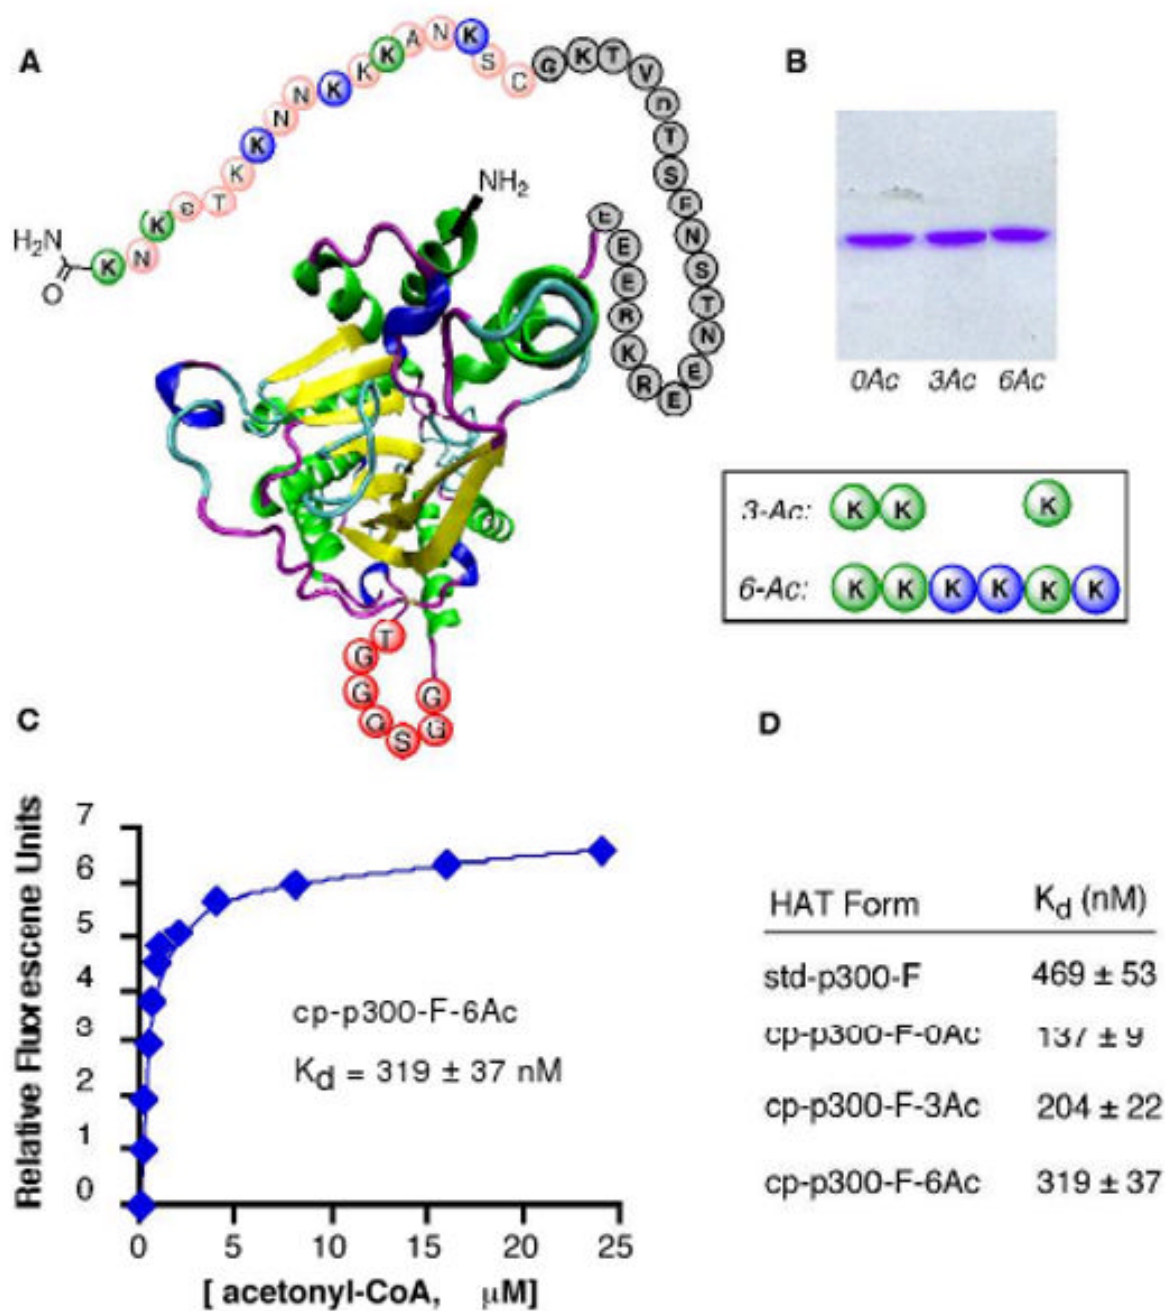 A
K N K T K K N N K K K A N K S C G K T V D T S F N S T N E E R K R E E E
H₂N
O
NH₂
T G G G S G G
B
0Ac 3Ac 6Ac
3-Ac: K K K
6-Ac: K K K K K K
C
Relative Fluorescene Units
7
6
5
4
3
2
1
0
cp-p300-F-6Ac
Kd = 319 ± 37 nM
0 5 10 15 20 25
[ acetonyl-CoA, μM]
D
HAT Form Kd (nM)
std-p300-F 469 ± 53
cp-p300-F-0Ac 137 ± 9
cp-p300-F-3Ac 204 ± 22
cp-p300-F-6Ac 319 ± 37